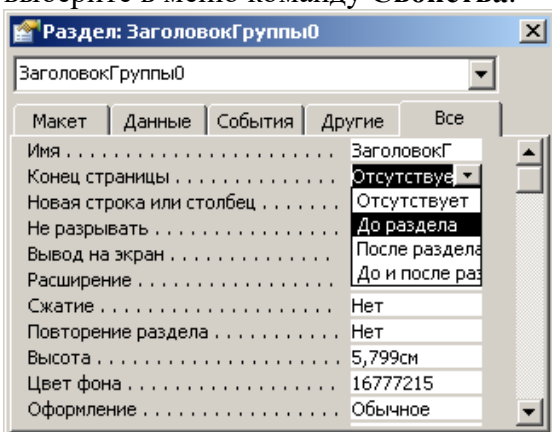 выберите в меню команду Свойства.
Раздел: ЗаголовокГруппы0
ЗаголовокГруппы0
Макет Данные События Другие Все
Имя . . . . . . . . . . . . . . . . . . . . . . . ЗаголовокГ
Конец страницы . . . . . . . . . . . . . Отсутствуе
Новая строка или столбец . . . . . . . Отсутствует
Не разрывать . . . . . . . . . . . . . . . До раздела
Вывод на экран . . . . . . . . . . . . . . После раздела
Расширение . . . . . . . . . . . . . . . . . До и после раз
Сжатие . . . . . . . . . . . . . . . . . . . . Нет
Повторение раздела . . . . . . . . . . Нет
Высота . . . . . . . . . . . . . . . . . . . . 5,799см
Цвет фона . . . . . . . . . . . . . . . . . 16777215
Оформление . . . . . . . . . . . . . . . . Обычное